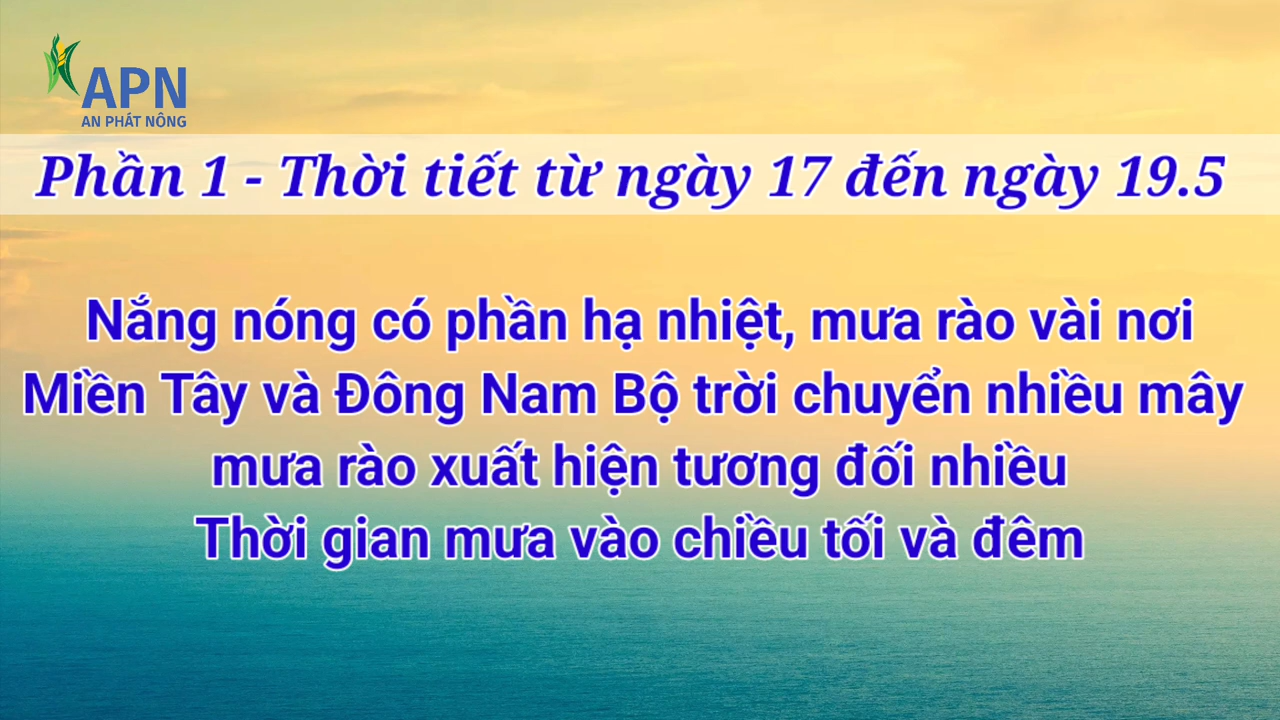 APN
AN PHÁT NÔNG
Phần 1 - Thời tiết từ ngày 17 đến ngày 19.5
Nắng nóng có phần hạ nhiệt, mưa rào vài nơi
Miền Tây và Đông Nam Bộ trời chuyển nhiều mây
mưa rào xuất hiện tương đối nhiều
Thời gian mưa vào chiều tối và đêm